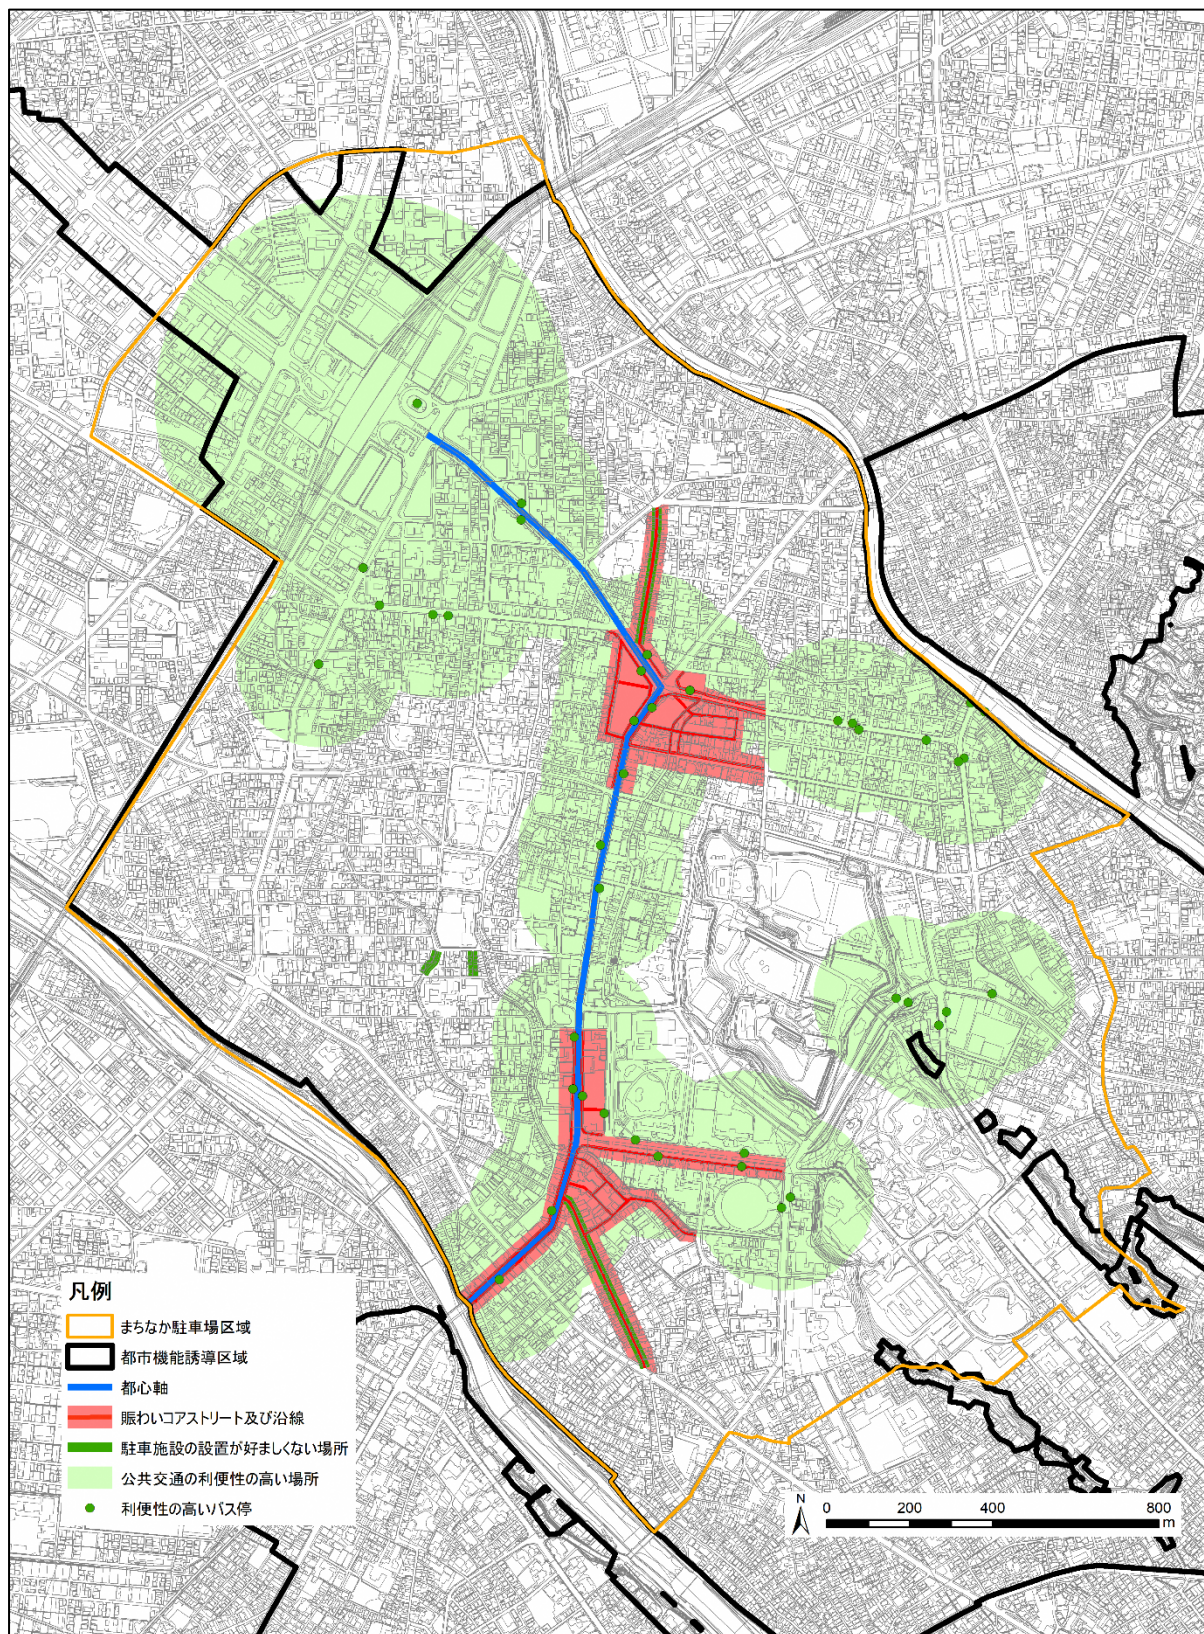 凡例
まちなか駐車場区域
都市機能誘導区域
都心軸
賑わいコアストリート及び沿線
駐車施設の設置が好ましくない場所
公共交通の利便性の高い場所
利便性の高いバス停
N
0 200 400 800
m